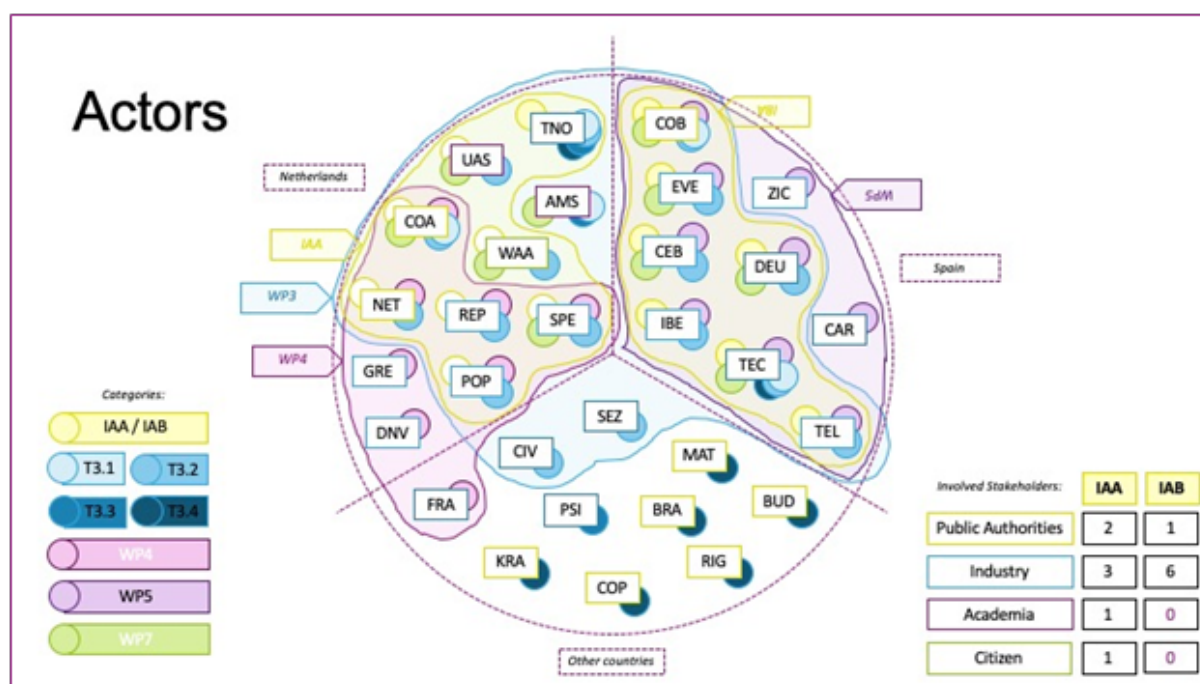 Actors
Netherlands
IAA
WP3
WP4
SdM
Spain
TNO
UAS
COA
AMS
WAA
NET
REP
SPE
GRE
POP
DNV
FRA
COB
EVE
ZIC
CEB
DEU
IBE
CAR
TEC
TEL
SEZ
CIV
MAT
PSI
BRA
BUD
KRA
COP
RIG
Other countries
Categories:
IAA / IAB
T3.1 T3.2
T3.3 T3.4
WP4
WP5
WP7
Involved Stakeholders: IAA IAB
Public Authorities 2 1
Industry 3 6
Academia 1 0
Citizen 1 0